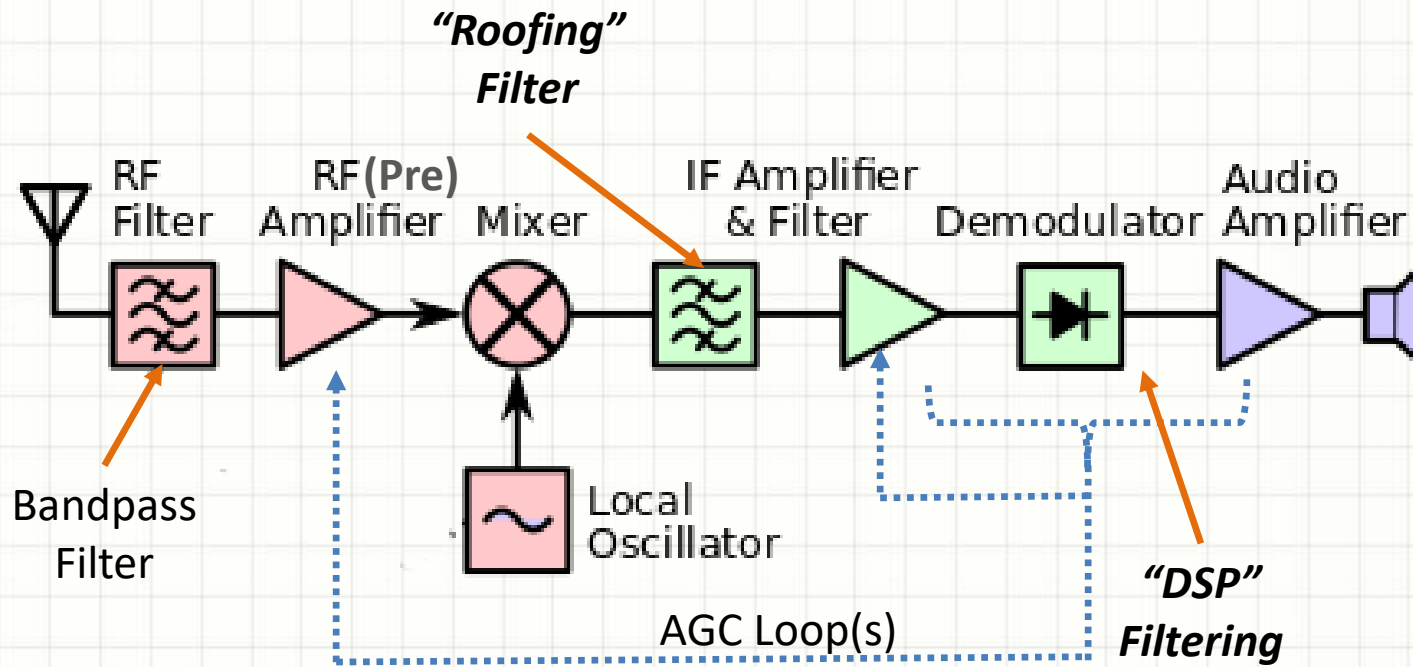 “Roofing”
Filter
RF
Filter
RF(Pre)
Amplifier
Mixer
IF Amplifier
& Filter
Demodulator
Audio
Amplifier
Bandpass
Filter
Local
Oscillator
AGC Loop(s)
“DSP”
Filtering